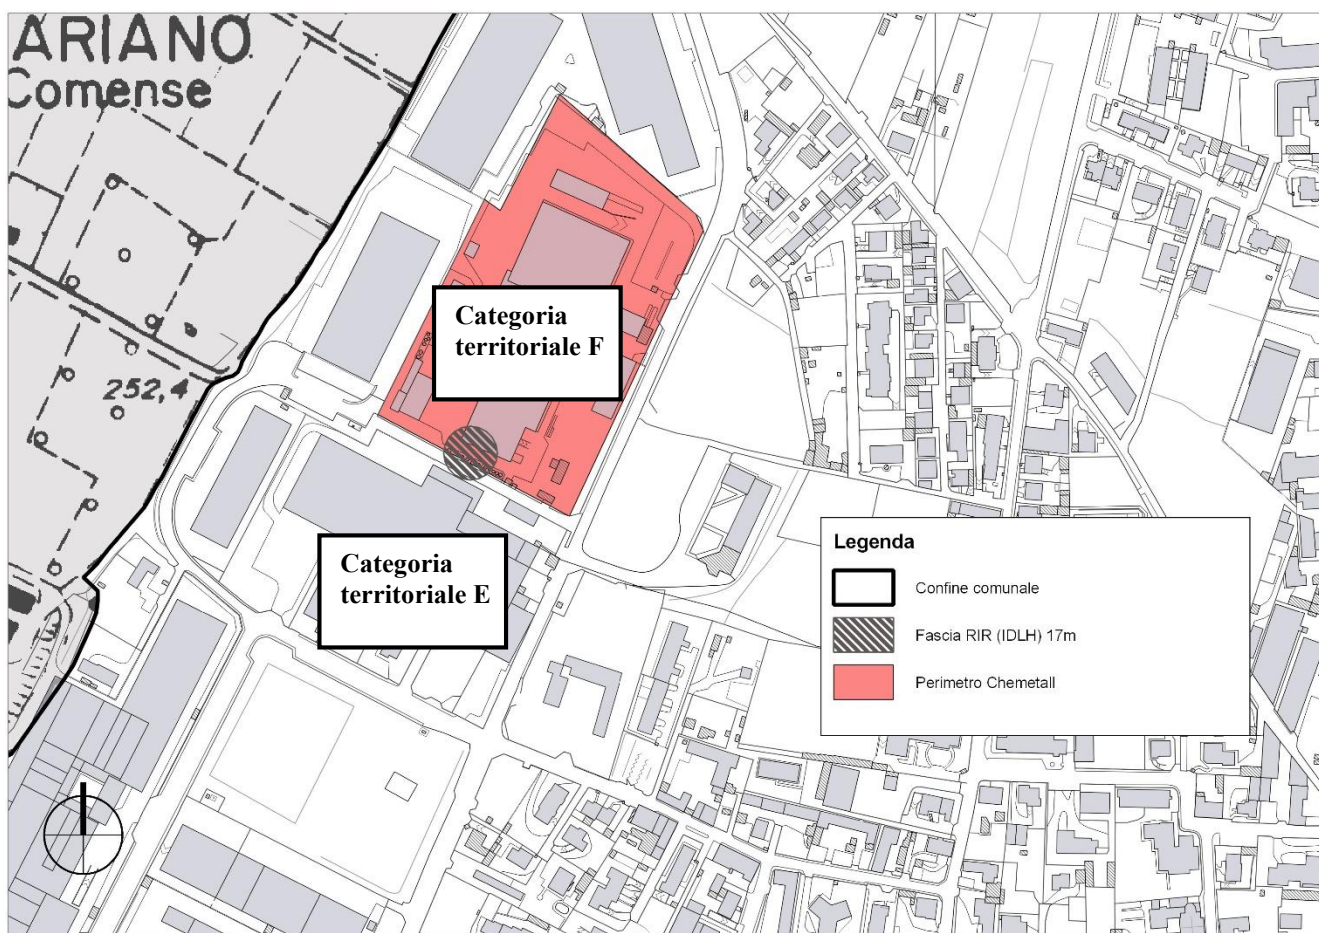 ARIANO
Comense
252,4
Categoria
territoriale F
Categoria
territoriale E
Legenda
Confine comunale
Fascia RIR (IDLH) 17m
Perimetro Chemetall